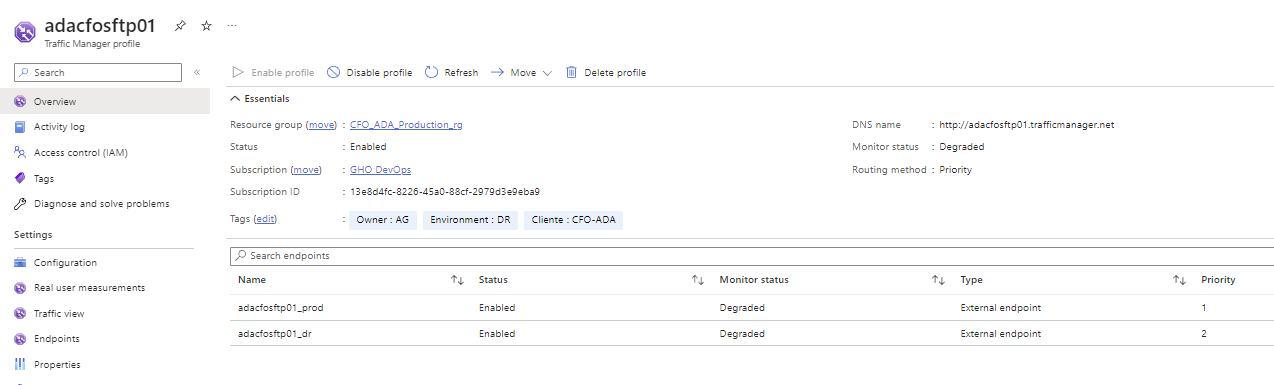 adacfosftp01
Traffic Manager profile
Search
«
Overview
Activity log
Access control (IAM)
Tags
Diagnose and solve problems
Settings
Configuration
Real user measurements
Traffic view
Endpoints
Properties
Enable profile Disable profile Refresh Move Delete profile
Essentials
Resource group (move) : CFO_ADA_Production_rg
Status : Enabled
Subscription (move) : GHO DevOps
Subscription ID : 13e8d4fc-8226-45a0-88cf-2979d3e9eba9
Tags (edit) : Owner : AG Environment : DR Cliente : CFO-ADA
DNS name : http://adacfosftp01.trafficmanager.net
Monitor status : Degraded
Routing method : Priority
Search endpoints
Name Status Monitor status Type Priority
adacfosftp01_prod Enabled Degraded External endpoint 1
adacfosftp01_dr Enabled Degraded External endpoint 2